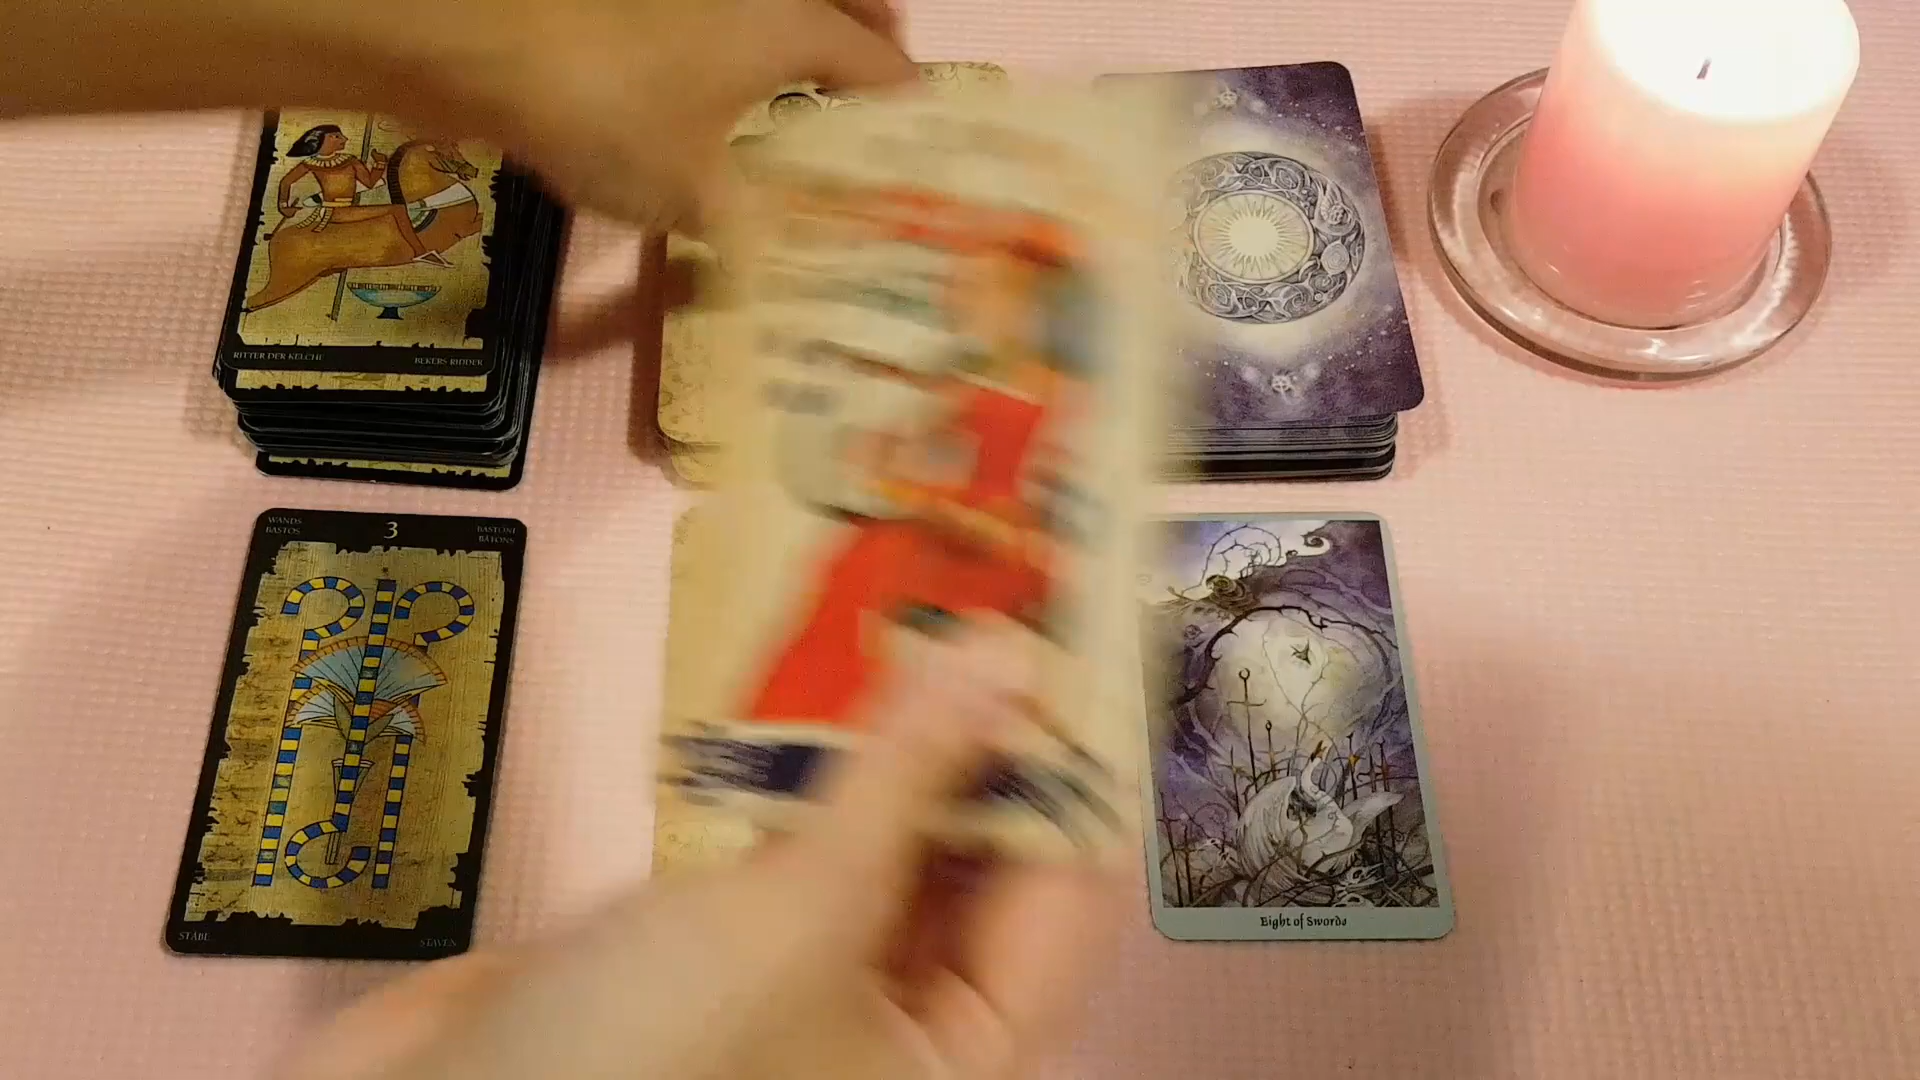 RITTER DER KELCHE
BEKERS RIDDER
WANDS
BASTOS
3
BASTONI
BÂTONS
STÄBE
STAVEN
Eight of Swords